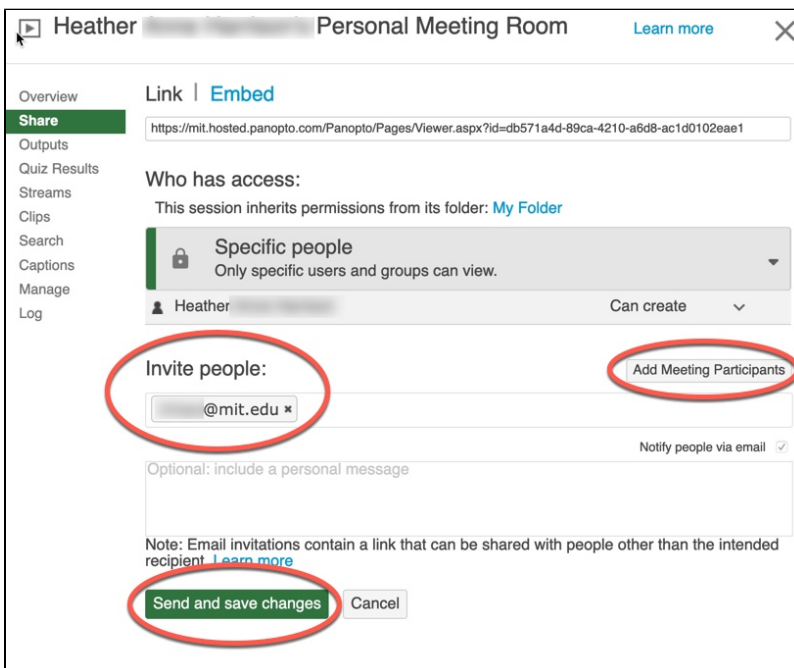 Heather Personal Meeting Room Learn more
Overview
Share
Outputs
Quiz Results
Streams
Clips
Search
Captions
Manage
Log
Link | Embed
https://mit.hosted.panopto.com/Panopto/Pages/Viewer.aspx?id=db571a4d-89ca-4210-a6d8-ac1d0102eae1
Who has access:
This session inherits permissions from its folder: My Folder
Specific people
Only specific users and groups can view.
Heather Can create
Invite people: Add Meeting Participants
@mit.edu ×
Notify people via email
Optional: include a personal message
Note: Email invitations contain a link that can be shared with people other than the intended
recipient. Learn more
Send and save changes Cancel